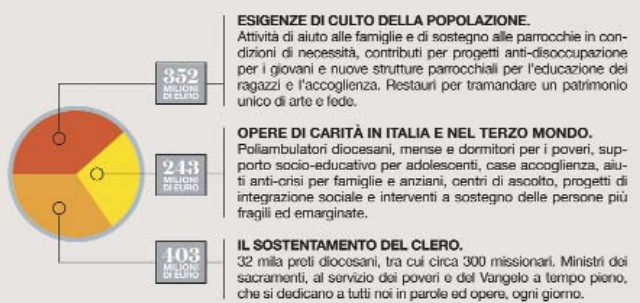 ESIGENZE DI CULTO DELLA POPOLAZIONE.
Attività di aiuto alle famiglie e di sostegno alle parrocchie in con-
dizioni di necessità, contributi per progetti anti-disoccupazione
per i giovani e nuove strutture parrocchiali per l'educazione dei
ragazzi e l'accoglienza. Restauri per tramandare un patrimonio
unico di arte e fede.
352
MILIONI
DI EURO
OPERE DI CARITÀ IN ITALIA E NEL TERZO MONDO.
Poliambulatori diocesani, mense e dormitori per i poveri, sup-
porto socio-educativo per adolescenti, case accoglienza, aiu-
ti anti-crisi per famiglie e anziani, centri di ascolto, progetti di
integrazione sociale e interventi a sostegno delle persone più
fragili ed emarginate.
243
MILIONI
DI EURO
IL SOSTENTAMENTO DEL CLERO.
32 mila preti diocesani, tra cui circa 300 missionari. Ministri dei
sacramenti, al servizio dei poveri e del Vangelo a tempo pieno,
che si dedicano a tutti noi in parole ed opere, ogni giorno.
403
MILIONI
DI EURO